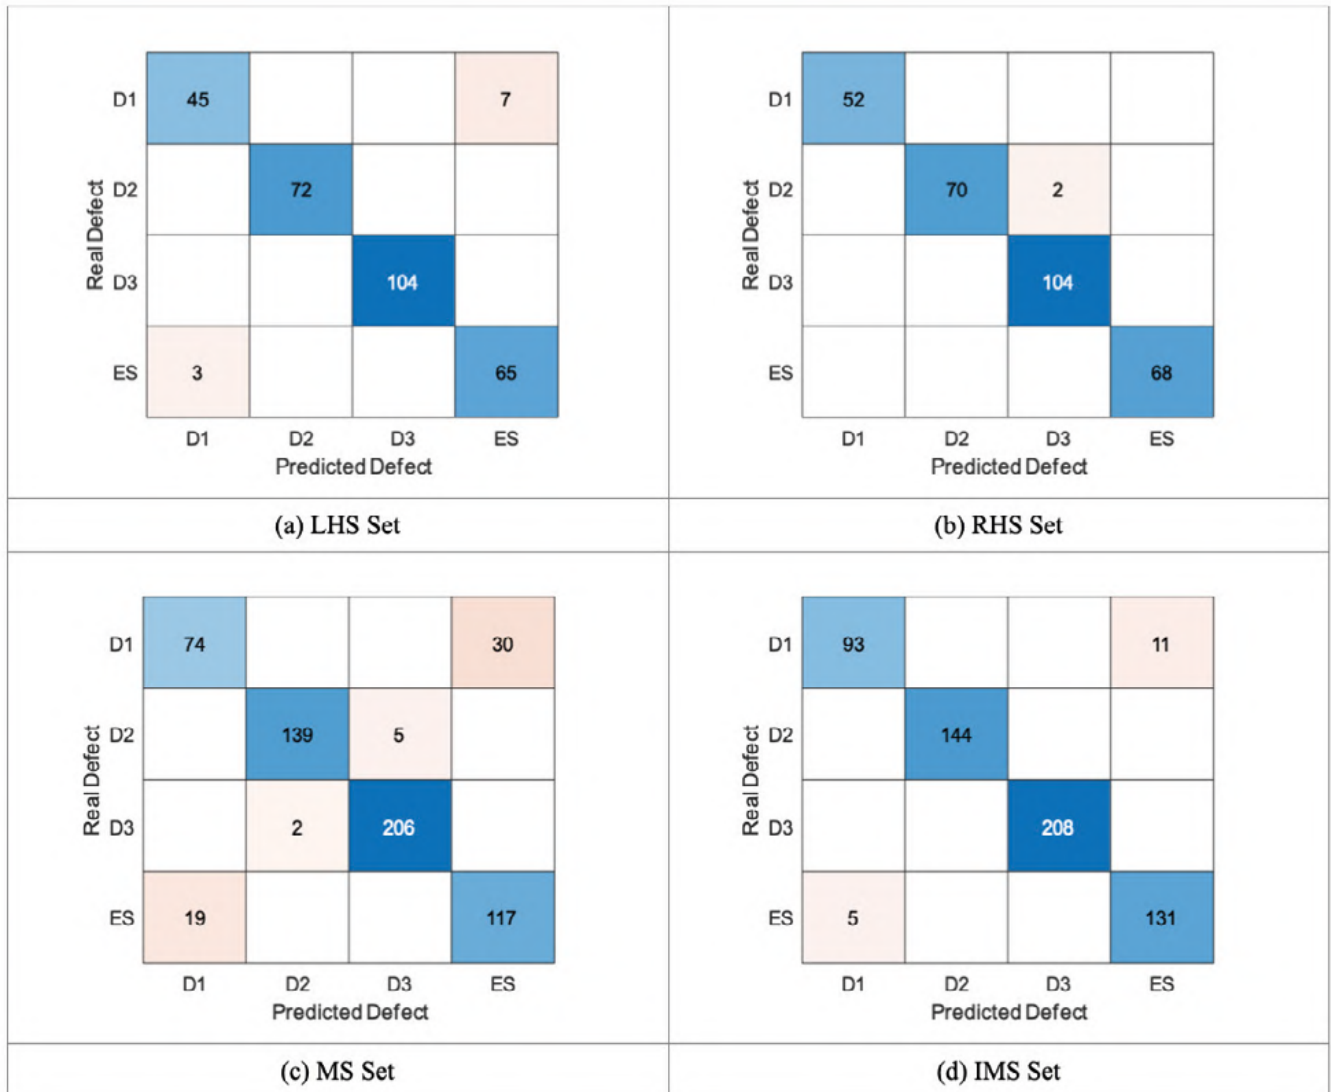 D1 45 7
D2 72
D3 104
ES 3 65
D1 D2 D3 ES
Predicted Defect
Real Defect
(a) LHS Set
D1 52
D2 70 2
D3 104
ES 68
D1 D2 D3 ES
Predicted Defect
Real Defect
(b) RHS Set
D1 74 30
D2 139 5
D3 2 206
ES 19 117
D1 D2 D3 ES
Predicted Defect
Real Defect
(c) MS Set
D1 93 11
D2 144
D3 208
ES 5 131
D1 D2 D3 ES
Predicted Defect
Real Defect
(d) IMS Set